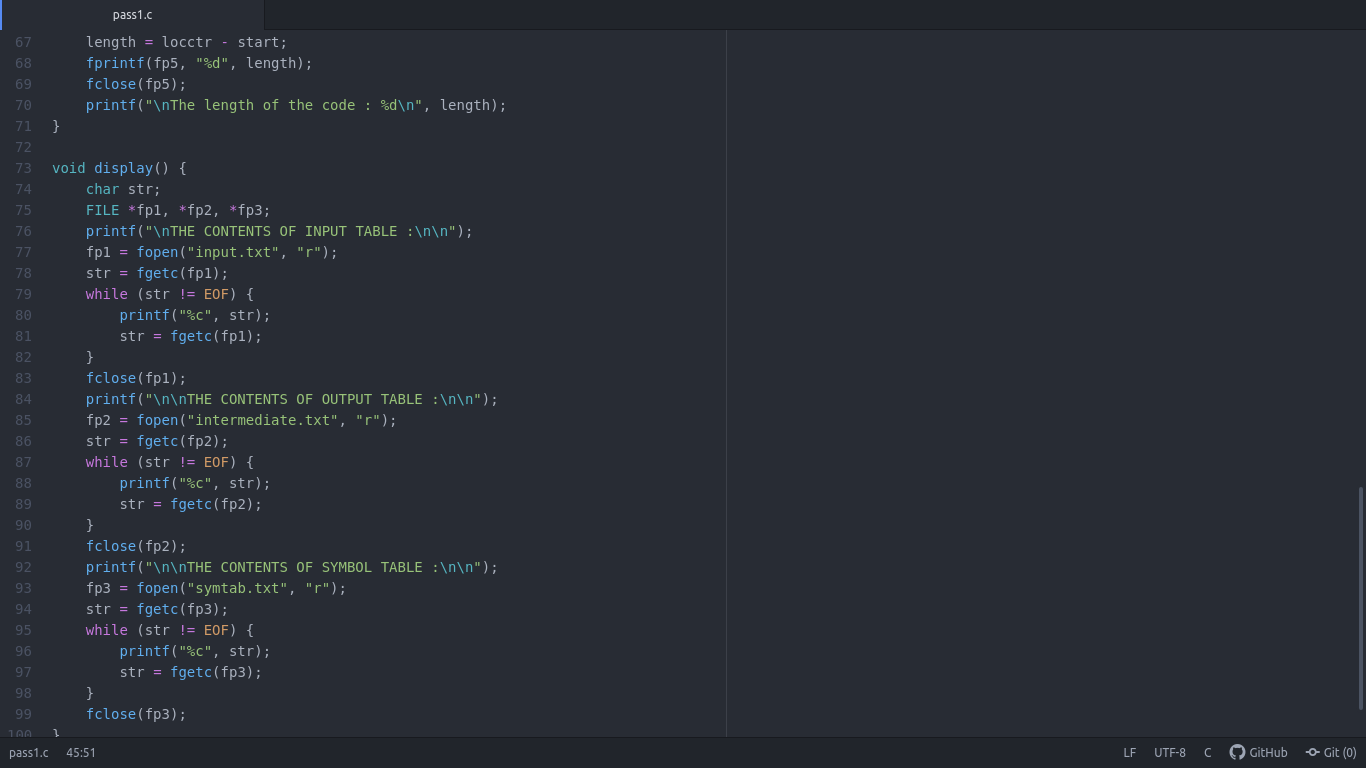 pass1.c
67     length = locctr - start;
68     fprintf(fp5, "%d", length);
69     fclose(fp5);
70     printf("\nThe length of the code : %d\n", length);
71 }
72
73 void display() {
74     char str;
75     FILE *fp1, *fp2, *fp3;
76     printf("\nTHE CONTENTS OF INPUT TABLE :\n\n");
77     fp1 = fopen("input.txt", "r");
78     str = fgetc(fp1);
79     while (str != EOF) {
80         printf("%c", str);
81         str = fgetc(fp1);
82     }
83     fclose(fp1);
84     printf("\n\nTHE CONTENTS OF OUTPUT TABLE :\n\n");
85     fp2 = fopen("intermediate.txt", "r");
86     str = fgetc(fp2);
87     while (str != EOF) {
88         printf("%c", str);
89         str = fgetc(fp2);
90     }
91     fclose(fp2);
92     printf("\n\nTHE CONTENTS OF SYMBOL TABLE :\n\n");
93     fp3 = fopen("symtab.txt", "r");
94     str = fgetc(fp3);
95     while (str != EOF) {
96         printf("%c", str);
97         str = fgetc(fp3);
98     }
99     fclose(fp3);
100 }
pass1.c 45:51 LF UTF-8 C GitHub Git (0)